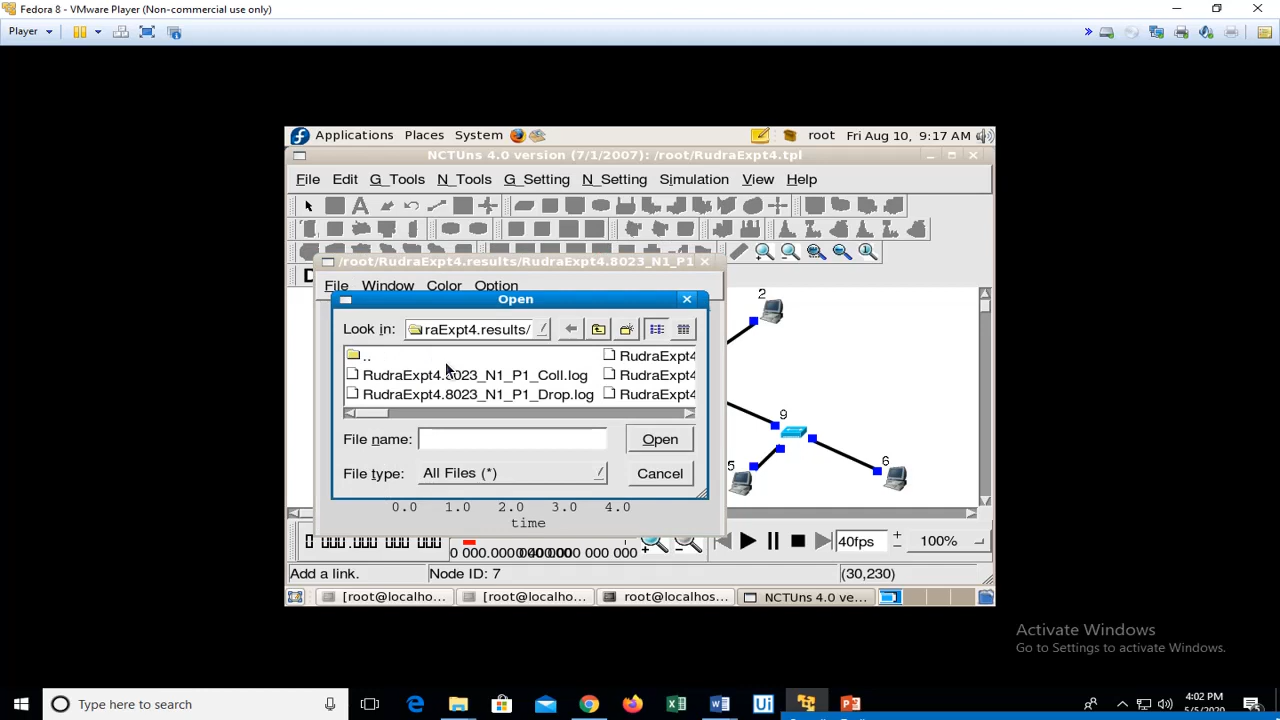 Fedora 8 - VMware Player (Non-commercial use only)
Player
Applications Places System root Fri Aug 10, 9:17 AM
NCTUns 4.0 version (7/1/2007): /root/RudraExpt4.tpl
File Edit G_Tools N_Tools G_Setting N_Setting Simulation View Help
/root/RudraExpt4.results/RudraExpt4.8023_N1_P1
File Window Color Option
Open
Look in: raExpt4.results/
..
RudraExpt4.8023_N1_P1_Coll.log
RudraExpt4.8023_N1_P1_Drop.log
RudraExpt4
RudraExpt4
RudraExpt4
File name: Open
File type: All Files (*) Cancel
2
9
5
6
0.0 1.0 2.0 3.0 4.0
time
0 000.000 000 000
40fps 100%
Add a link. Node ID: 7 (30,230)
[root@localho... [root@localho... root@localhos... NCTUns 4.0 ve...
Activate Windows
Go to Settings to activate Windows.
Type here to search
4:02 PM
5/5/2020